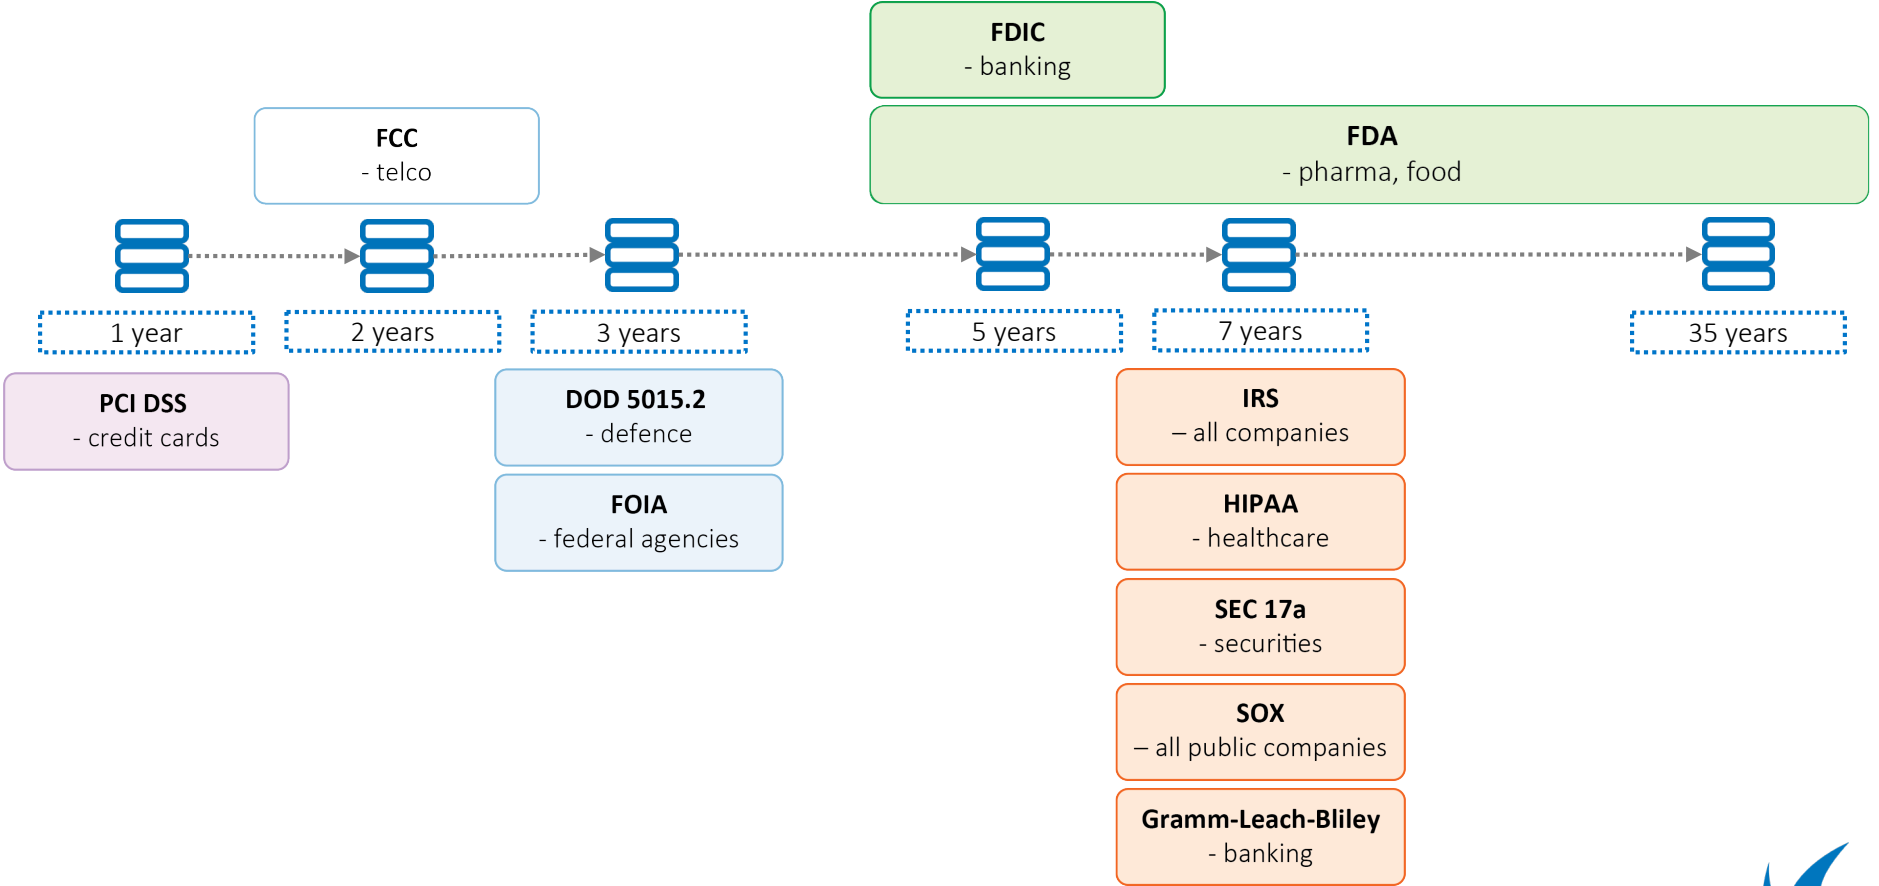 FDIC
- banking
FCC
- telco
FDA
- pharma, food
1 year
2 years
3 years
5 years
7 years
35 years
PCI DSS
- credit cards
DOD 5015.2
- defence
FOIA
- federal agencies
IRS
– all companies
HIPAA
- healthcare
SEC 17a
- securities
SOX
– all public companies
Gramm-Leach-Bliley
- banking